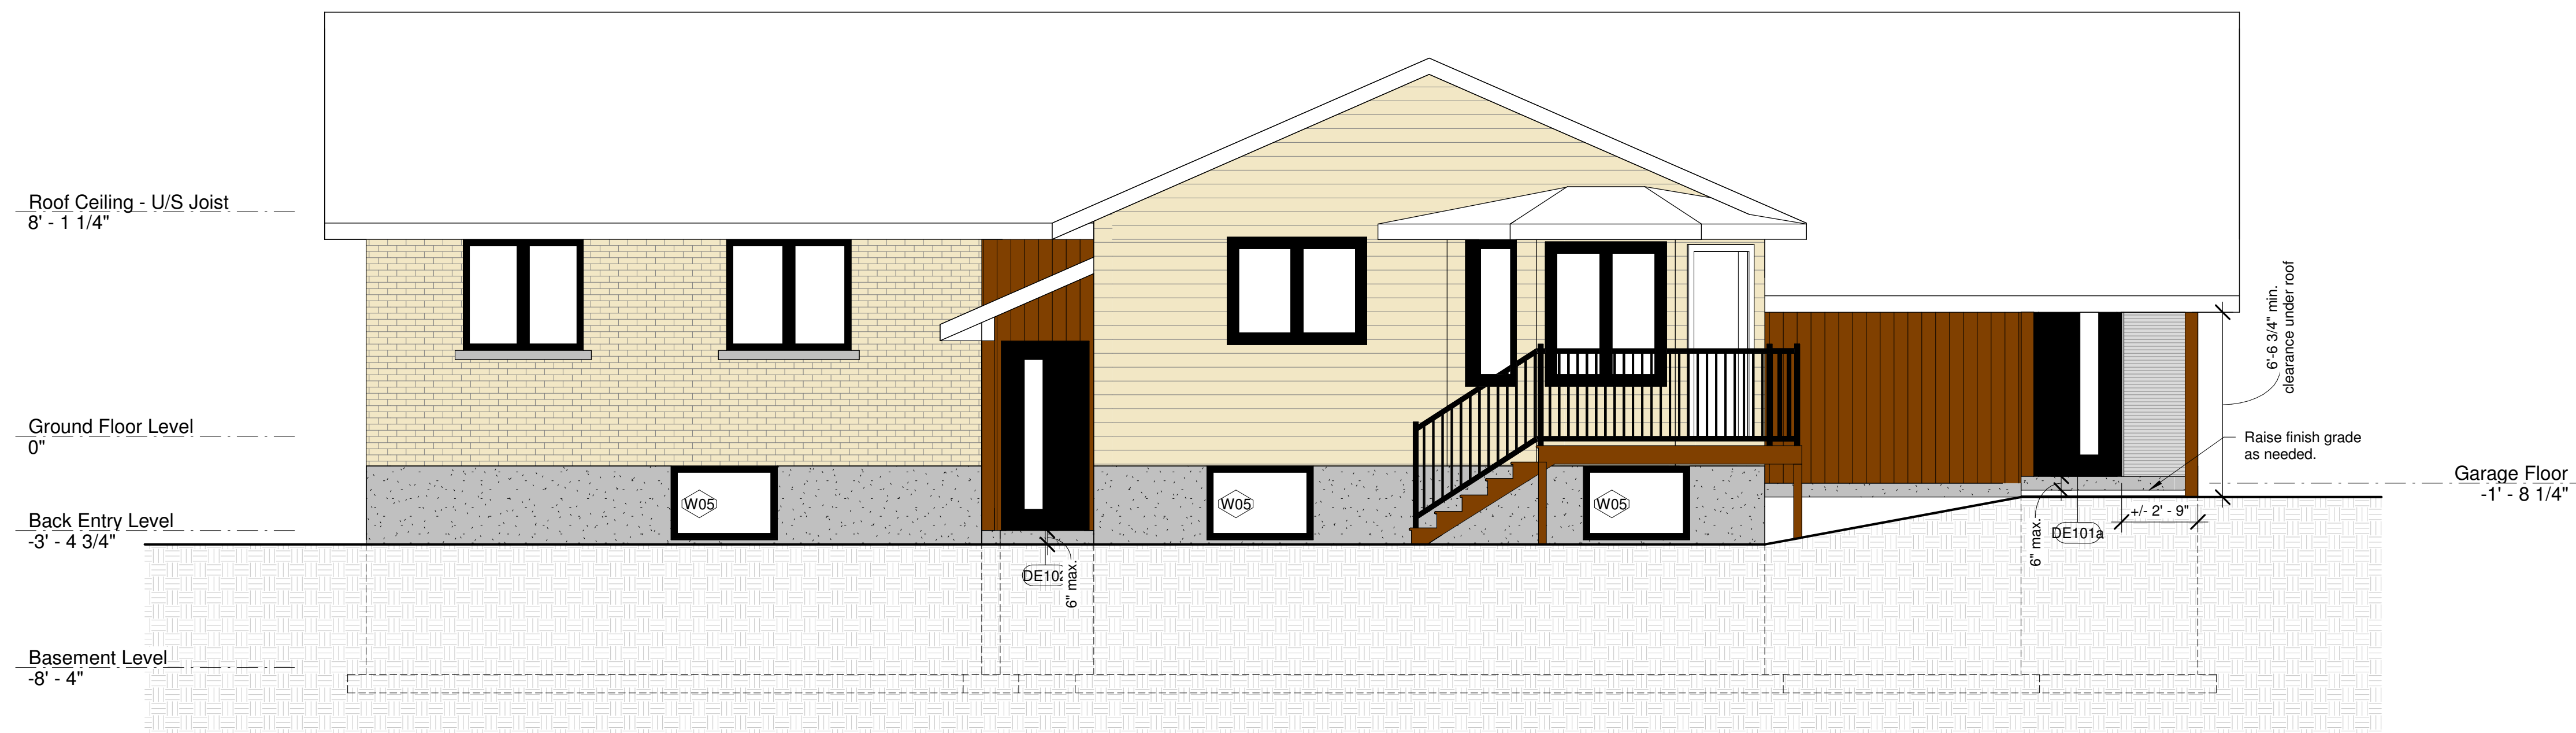 Roof Ceiling - U/S Joist
8' - 1 1/4"
Ground Floor Level
0"
Back Entry Level
-3' - 4 3/4"
Basement Level
-8' - 4"
W05
W05
W05
DE102
6" max.
6'-6 3/4" min.
clearance under roof
Raise finish grade
as needed.
Garage Floor
-1' - 8 1/4"
+/- 2' - 9"
DE101a
6" max.